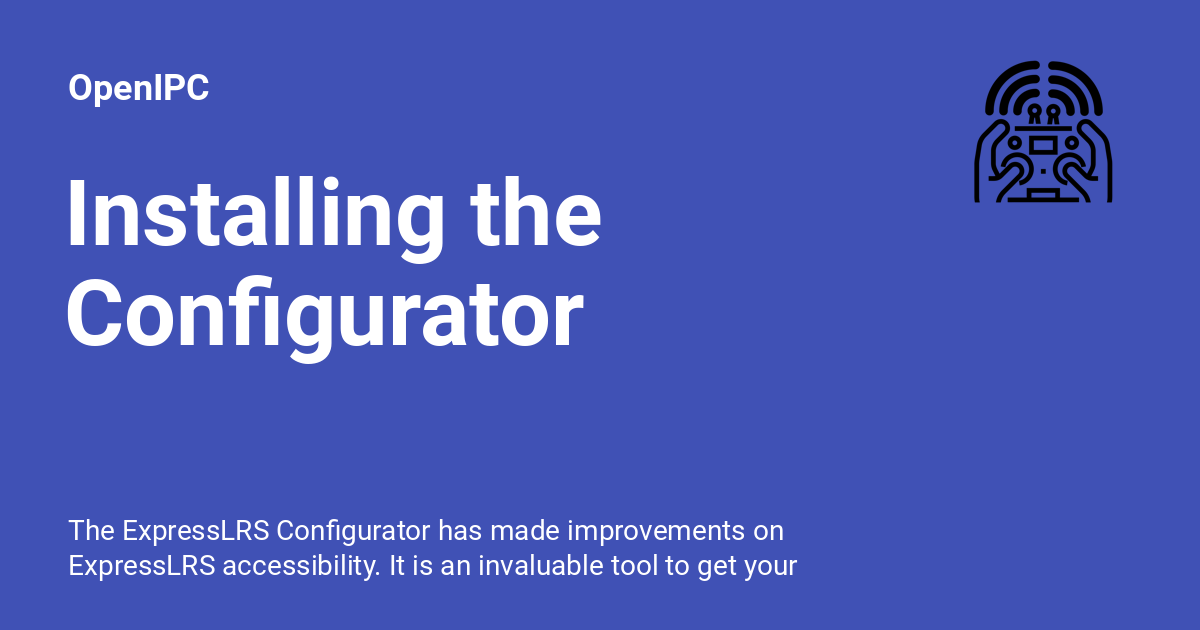 OpenIPC
Installing the
Configurator
The ExpressLRS Configurator has made improvements on
ExpressLRS accessibility. It is an invaluable tool to get your